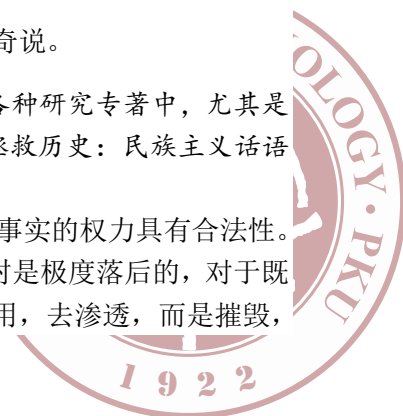 奇说。
各种研究专著中，尤其是
拯救历史：民族主义话语
事实的权力具有合法性。
时是极度落后的，对于既
用，去渗透，而是摧毁，
OLOGY · PKU
1922